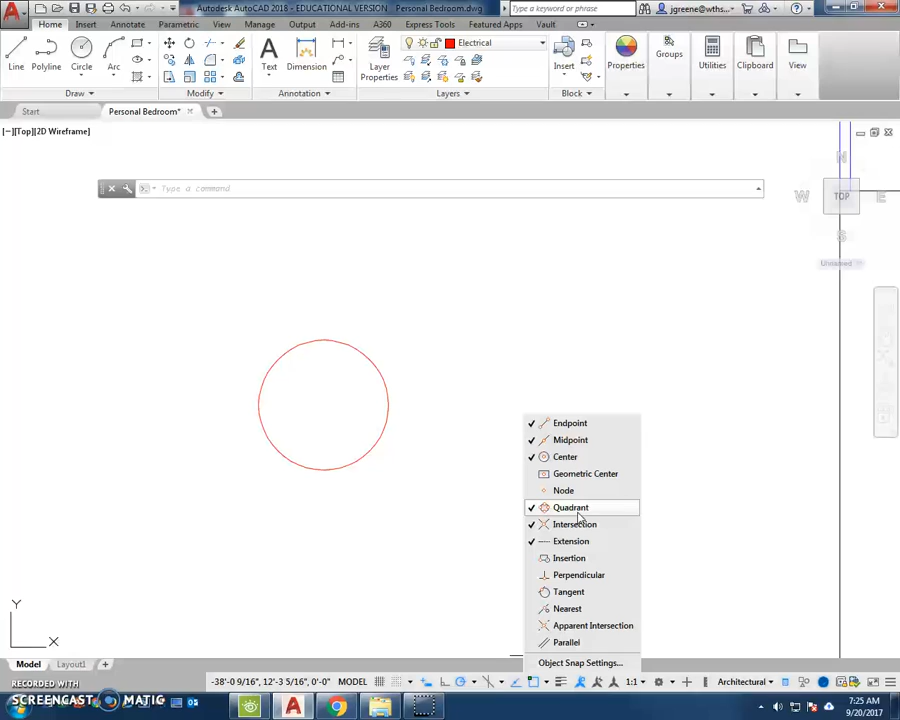 Autodesk AutoCAD 2018 - EDUCATIONAL VERSION Personal Bedroom.dwg
Type a keyword or phrase
jgreene@wths...
Home Insert Annotate Parametric View Manage Output Add-ins A360 Express Tools Featured Apps Vault
Line Polyline Circle Arc
Text Dimension
Layer Properties
Electrical
Insert
Properties Groups Utilities Clipboard View
Draw Modify Annotation Layers Block
Start Personal Bedroom*
[−][Top][2D Wireframe]
N
W TOP E
S
Unnamed
Type a command
Endpoint
Midpoint
Center
Geometric Center
Node
Quadrant
Intersection
Extension
Insertion
Perpendicular
Tangent
Nearest
Apparent Intersection
Parallel
Object Snap Settings...
Y
X
Model Layout1
-38'-0 9/16", 12'-3 5/16", 0'-0" MODEL 1:1 Architectural
RECORDED WITH
SCREENCAST MATIC
7:25 AM
9/20/2017